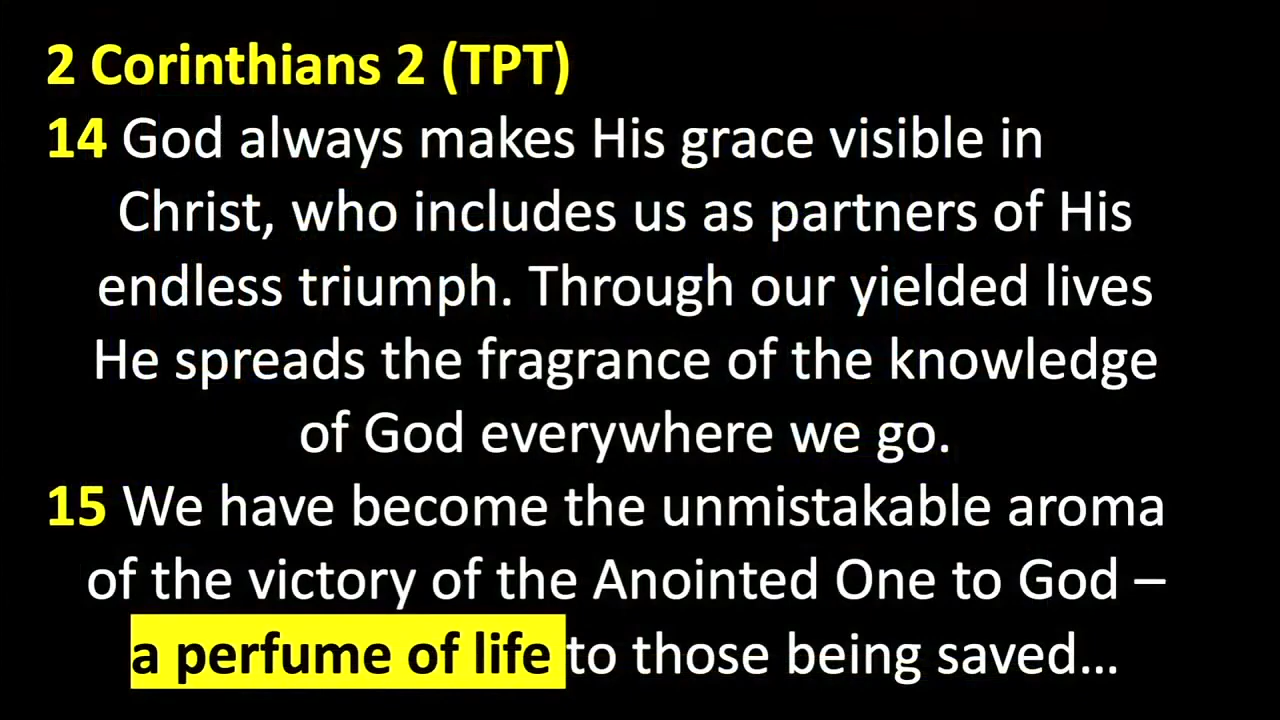 2 Corinthians 2 (TPT)
14 God always makes His grace visible in
Christ, who includes us as partners of His
endless triumph. Through our yielded lives
He spreads the fragrance of the knowledge
of God everywhere we go.
15 We have become the unmistakable aroma
of the victory of the Anointed One to God –
a perfume of life to those being saved...